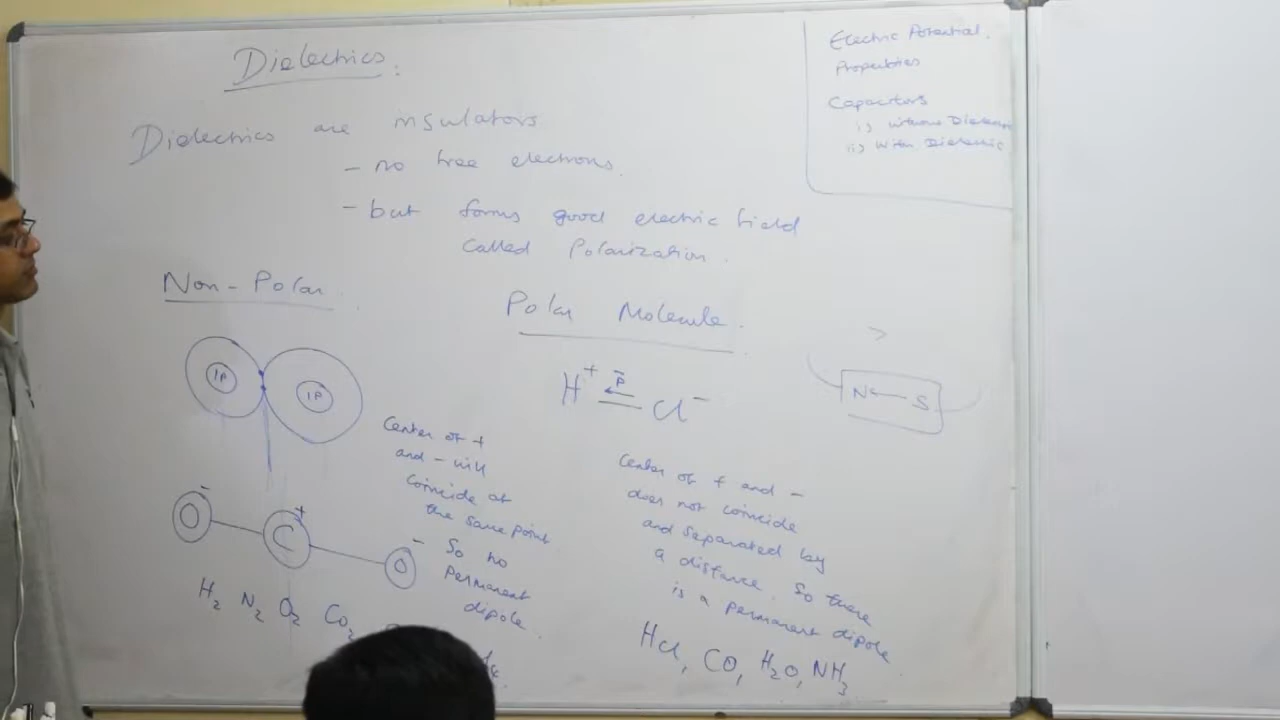 Dielectrics.
Dielectrics are insulators
- no free electrons.
- but forms good electric field
called Polarization.
Electric Potential.
Properties
Capacitors
i) without Dielectric
ii) With Dielectric
Non-Polar
1P 1P
Center of +
and - will
coincide at
the same point
So no
permanent
dipole.
O - C + O -
H2 N2 O2 CO2
Polar Molecule.
H + P Cl -
N S
Center of + and -
does not coincide
and separated by
a distance. So there
is a permanent dipole
HCl, CO, H2O, NH3